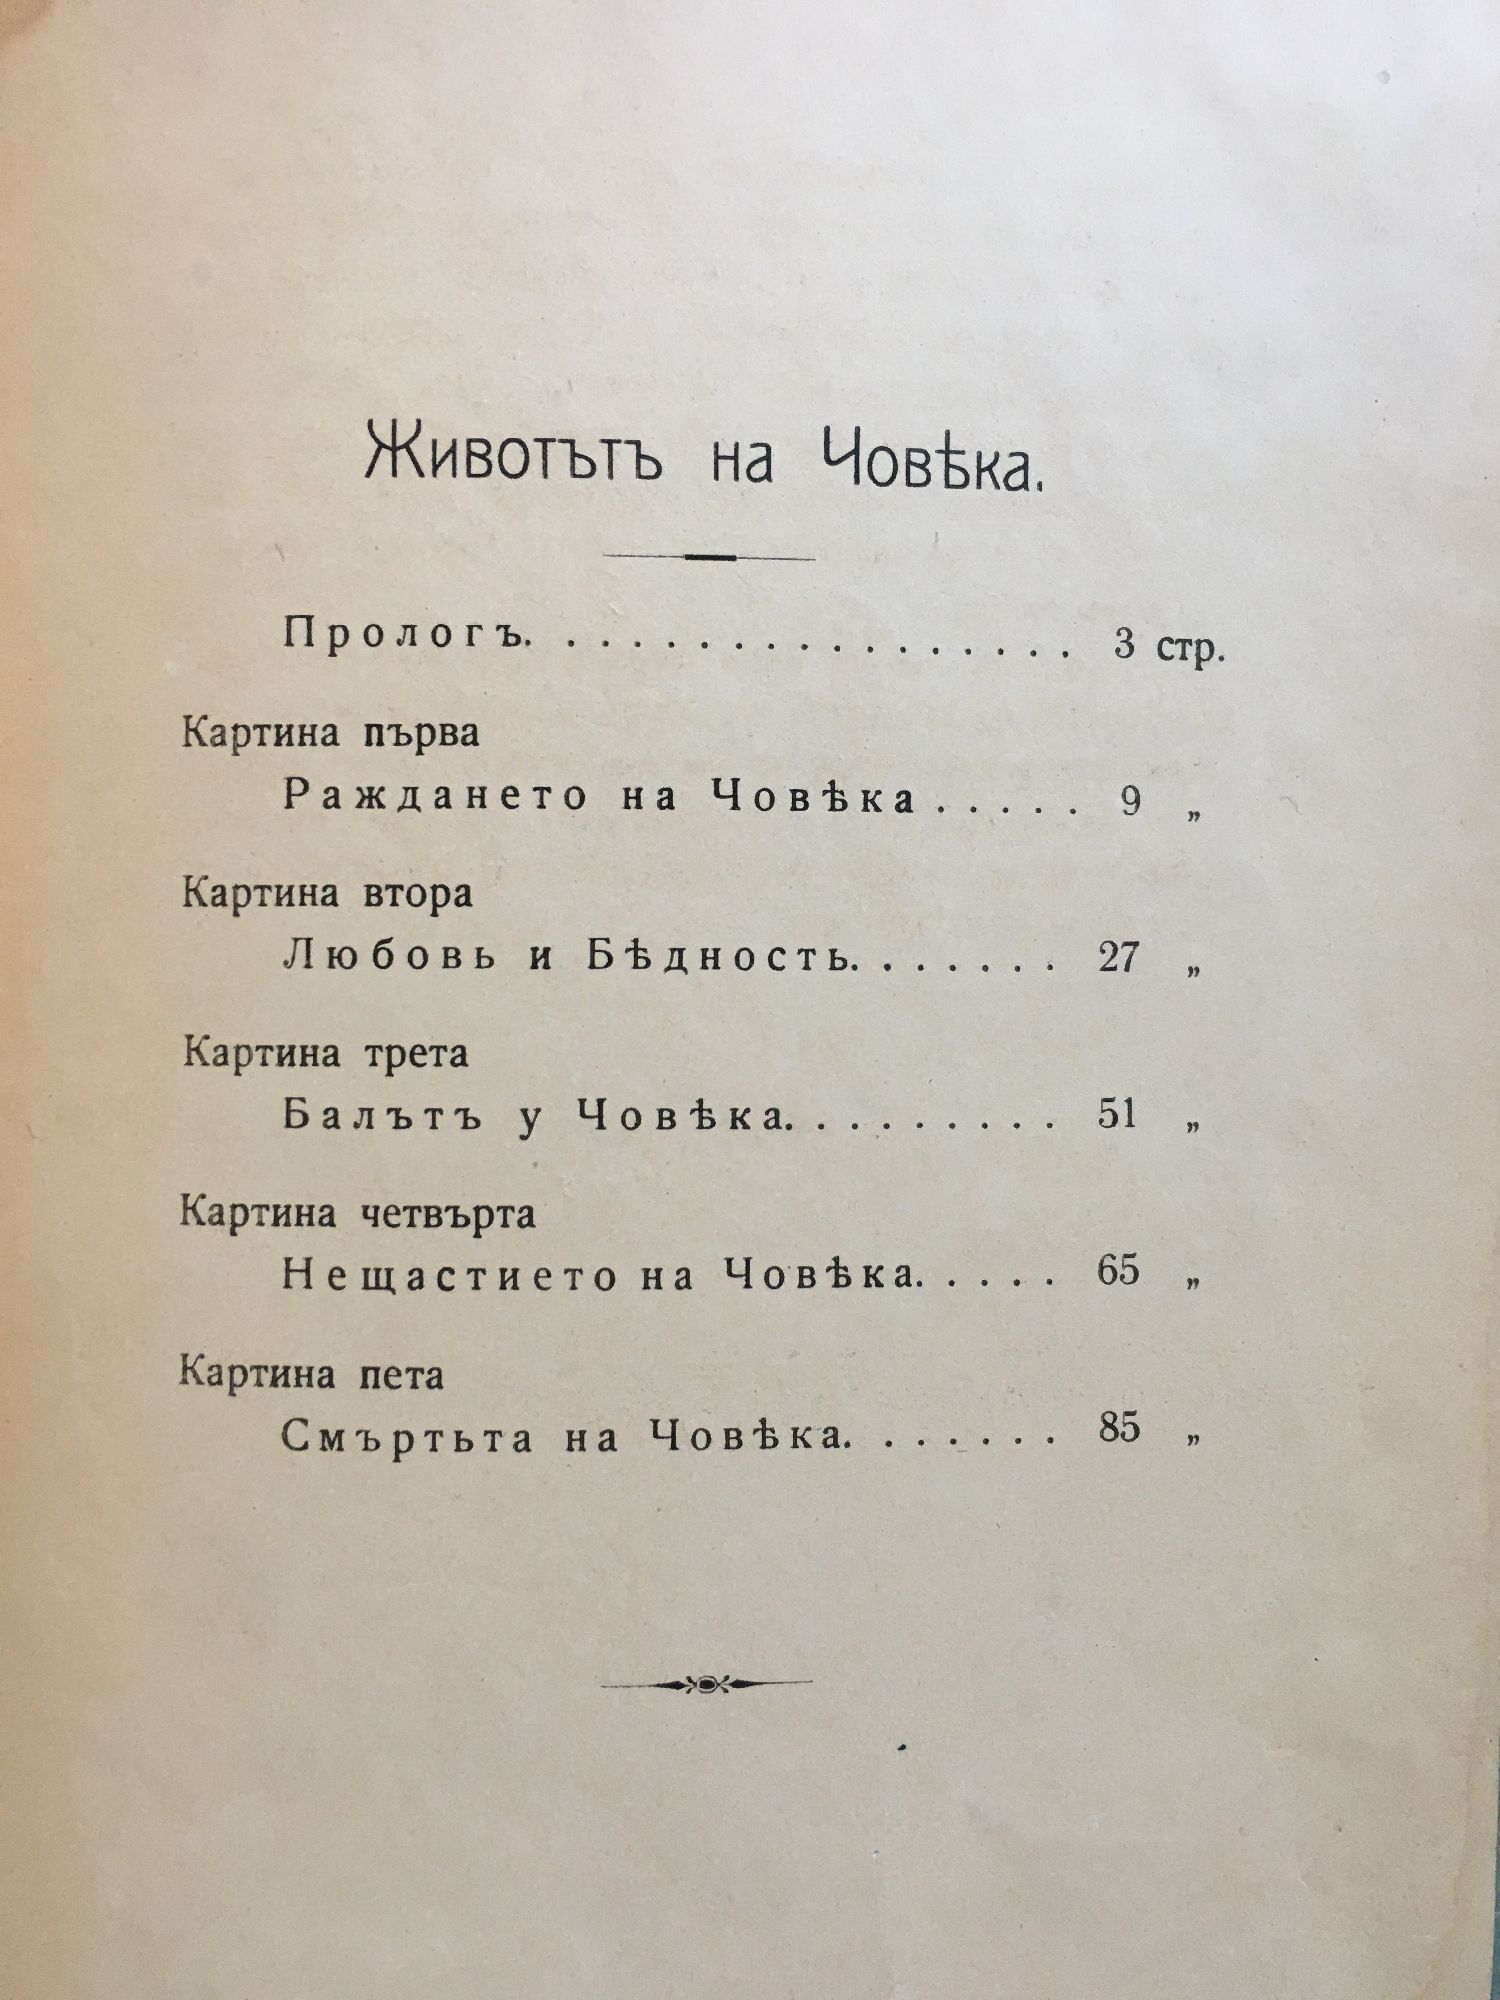 Животътъ на Човѣка.
Прологъ. . . . . . . . . . . . . . . . . 3 стр.
Картина първа
Раждането на Човѣка . . . . . 9 „
Картина втора
Любовь и Бѣдность. . . . . . . 27 „
Картина трета
Балътъ у Човѣка. . . . . . . . . 51 „
Картина четвърта
Нещастието на Човѣка. . . . . 65 „
Картина пета
Смъртьта на Човѣка. . . . . . . 85 „